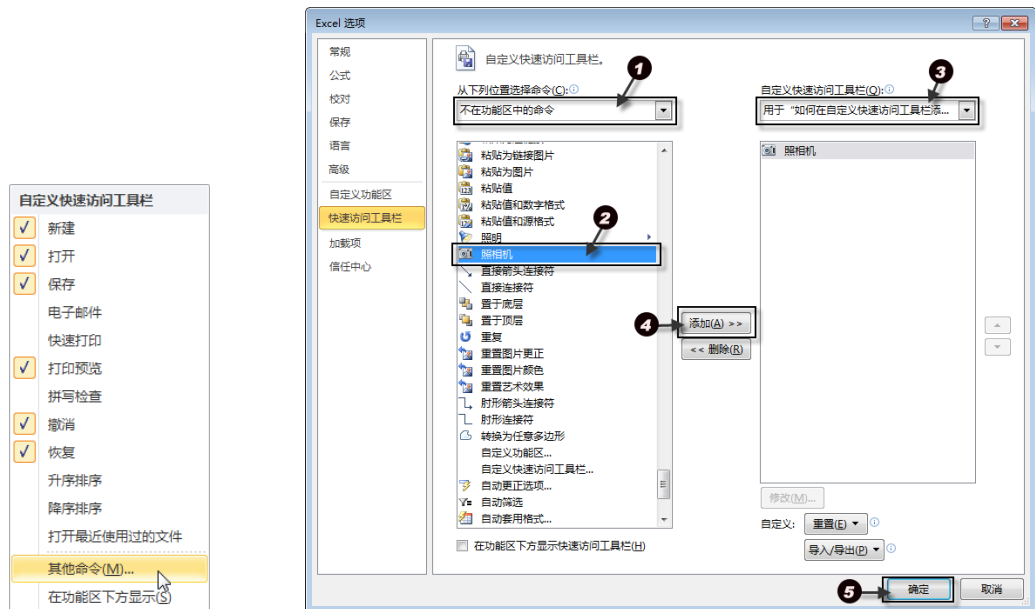 自定义快速访问工具栏
新建
打开
保存
电子邮件
快速打印
打印预览
拼写检查
撤消
恢复
升序排序
降序排序
打开最近使用过的文件
其他命令(M)...
在功能区下方显示(S)
Excel 选项
常规
公式
校对
保存
语言
高级
自定义功能区
快速访问工具栏
加载项
信任中心
自定义快速访问工具栏。
1
从下列位置选择命令(C):
不在功能区中的命令
粘贴为链接图片
粘贴为图片
粘贴值
粘贴值和数字格式
粘贴值和源格式
照明
2
照相机
直接箭头连接符
直接连接符
置于底层
置于顶层
重复
重置图片更正
重置图片颜色
重置艺术效果
肘形箭头连接符
肘形连接符
转换为任意多边形
自定义功能区...
自定义快速访问工具栏...
自动更正选项...
自动筛选
自动套用格式...
在功能区下方显示快速访问工具栏(H)
4
添加(A) >>
<< 删除(R)
3
自定义快速访问工具栏(Q):
用于“如何在自定义快速访问工具栏添...
照相机
修改(M)...
自定义: 重置(E)
导入/导出(P)
5
确定
取消